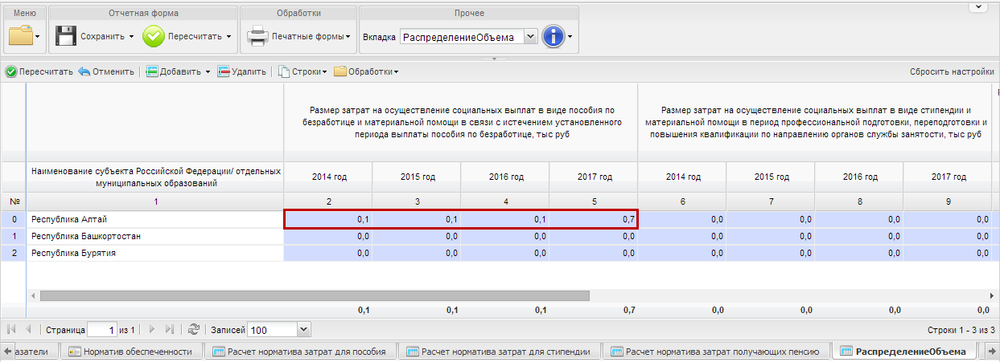 Меню
Отчетная форма
Обработки
Прочее
Сохранить
Пересчитать
Печатные формы
Вкладка
РаспределениеОбъема
Пересчитать
Отменить
Добавить
Удалить
Строки
Обработки
Сбросить настройки
Размер затрат на осуществление социальных выплат в виде пособия по
безработице и материальной помощи в связи с истечением установленного
периода выплаты пособия по безработице, тыс руб
Размер затрат на осуществление социальных выплат в виде стипендии и
материальной помощи в период профессиональной подготовки, переподготовки и
повышения квалификации по направлению органов службы занятости, тыс руб
Наименование субъекта Российской Федерации/ отдельных
муниципальных образований
2014 год 2015 год 2016 год 2017 год 2014 год 2015 год 2016 год 2017 год
№ 1 2 3 4 5 6 7 8 9
0 Республика Алтай 0,1 0,1 0,1 0,7 0,0 0,0 0,0 0,0
1 Республика Башкортостан 0,0 0,0 0,0 0,0 0,0 0,0 0,0 0,0
2 Республика Бурятия 0,0 0,0 0,0 0,0 0,0 0,0 0,0 0,0
0,1 0,1 0,1 0,7 0,0 0,0 0,0 0,0
Страница 1 из 1 Записей 100 Строки 1 - 3 из 3
азатели
Норматив обеспеченности
Расчет норматива затрат для пособия
Расчет норматива затрат для стипендии
Расчет норматива затрат получающих пенсию
РаспределениеОбъема